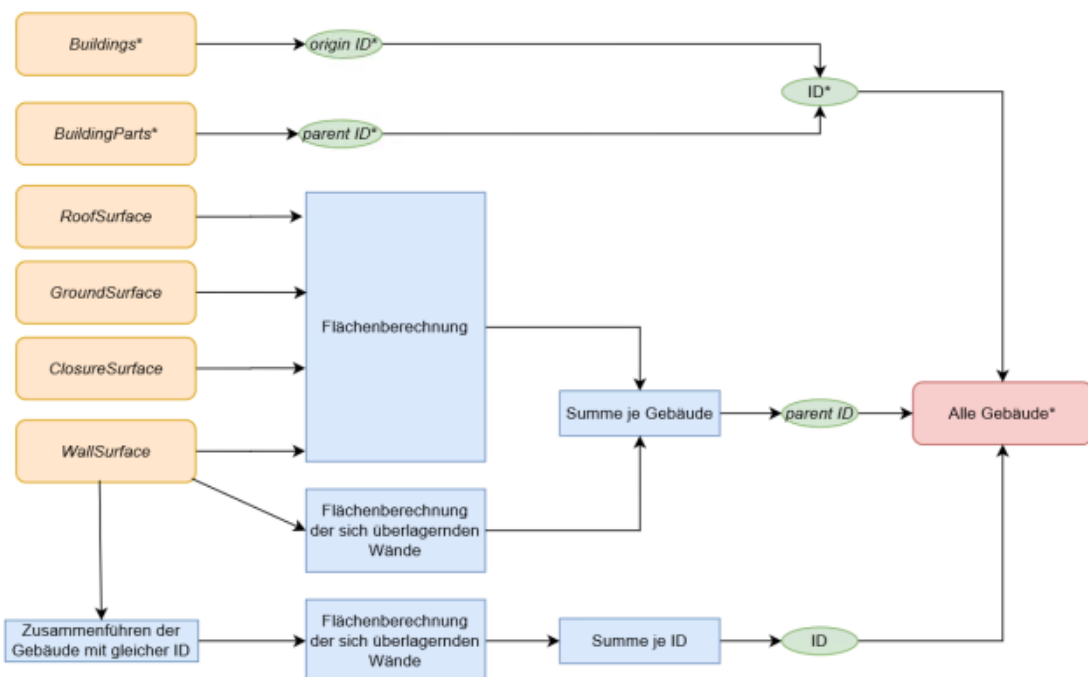 Buildings*
origin ID*
ID*
BuildingParts*
parent ID*
RoofSurface
GroundSurface
Flächenberechnung
ClosureSurface
Summe je Gebäude
parent ID
Alle Gebäude*
WallSurface
Flächenberechnung
der sich überlagernden
Wände
Zusammenführen der
Gebäude mit gleicher ID
Flächenberechnung
der sich überlagernden
Wände
Summe je ID
ID